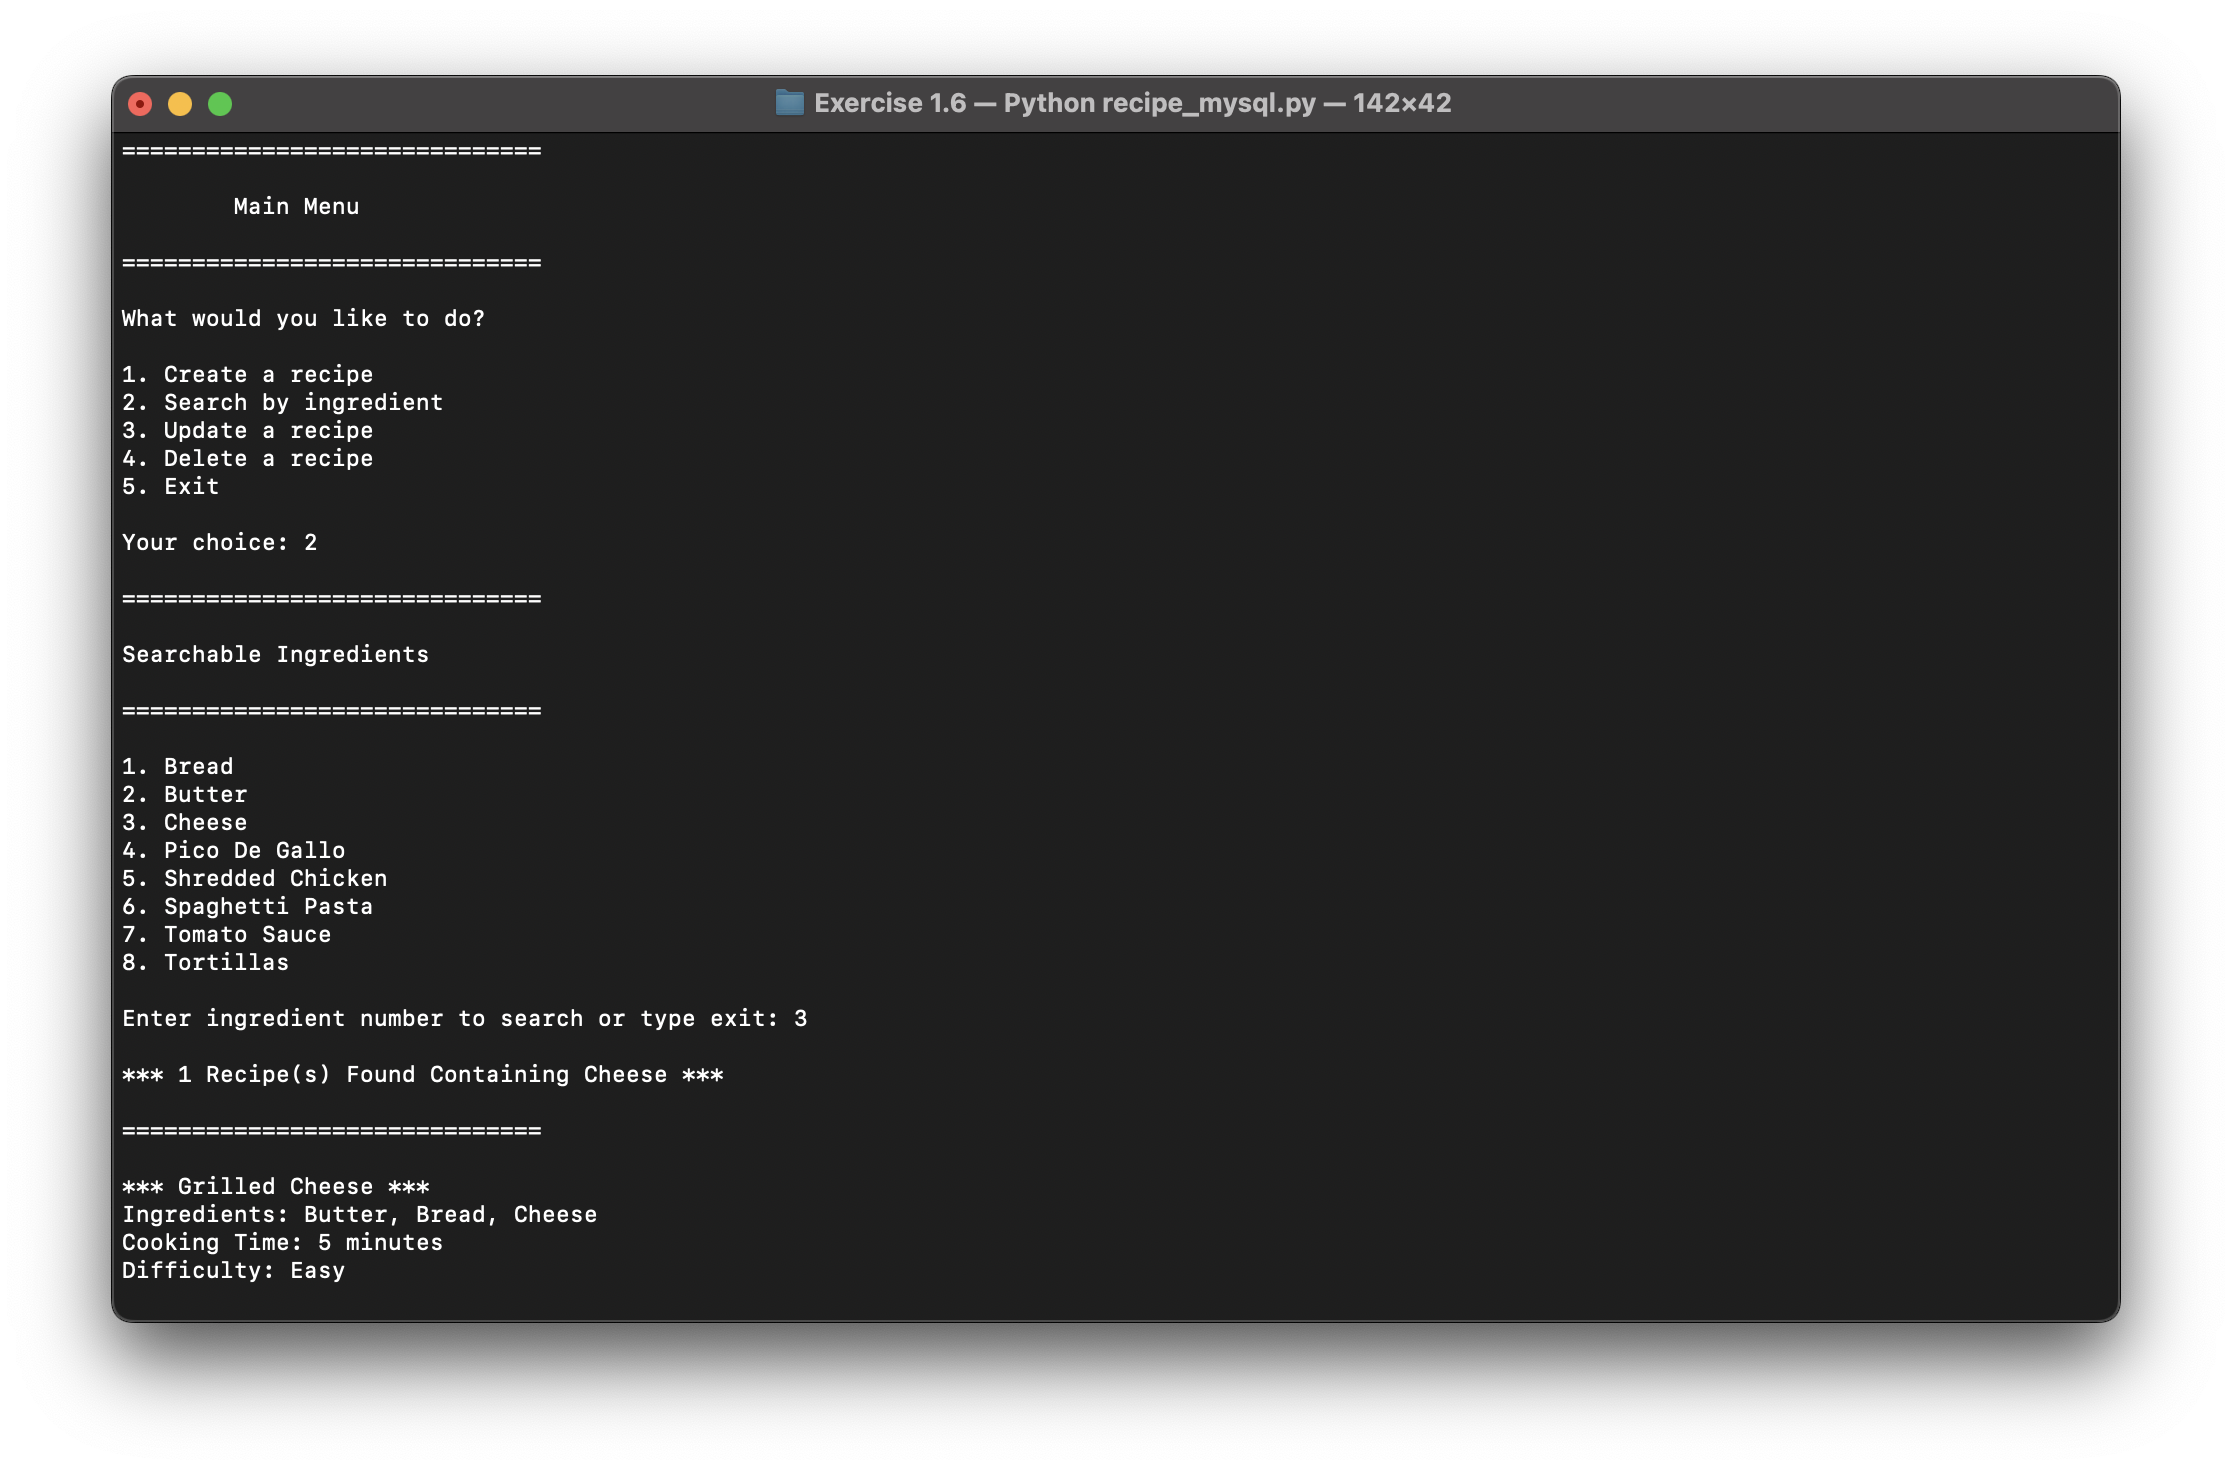 Exercise 1.6 — Python recipe_mysql.py — 142×42
==============================
Main Menu
==============================
What would you like to do?
1. Create a recipe
2. Search by ingredient
3. Update a recipe
4. Delete a recipe
5. Exit
Your choice: 2
==============================
Searchable Ingredients
==============================
1. Bread
2. Butter
3. Cheese
4. Pico De Gallo
5. Shredded Chicken
6. Spaghetti Pasta
7. Tomato Sauce
8. Tortillas
Enter ingredient number to search or type exit: 3
*** 1 Recipe(s) Found Containing Cheese ***
==============================
*** Grilled Cheese ***
Ingredients: Butter, Bread, Cheese
Cooking Time: 5 minutes
Difficulty: Easy